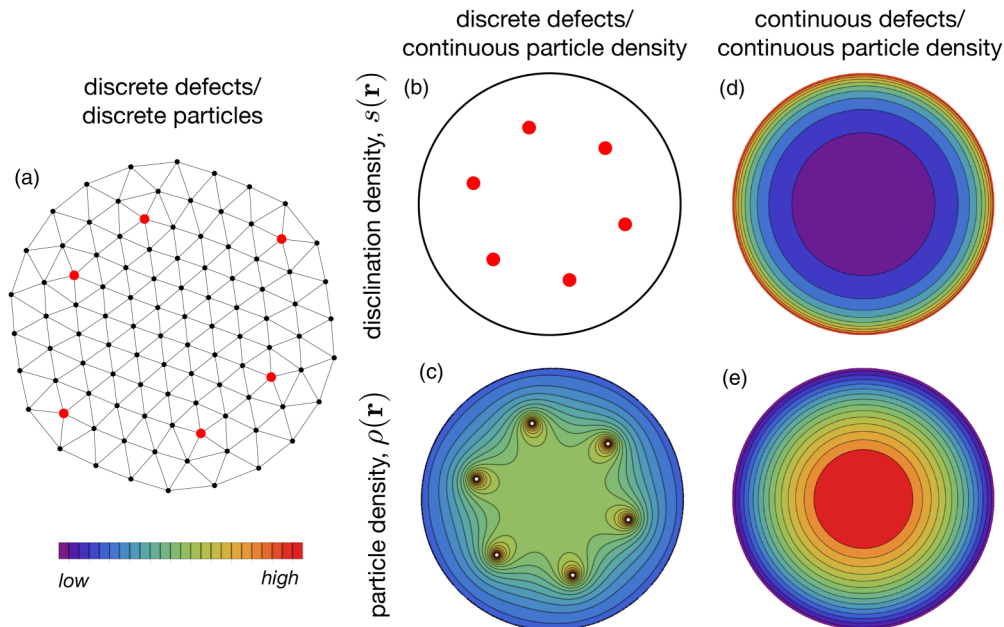 discrete defects/
discrete particles
(a)
low
high
discrete defects/
continuous particle density
continuous defects/
continuous particle density
disclination density, s(r)
(b)
(d)
particle density, ρ(r)
(c)
(e)